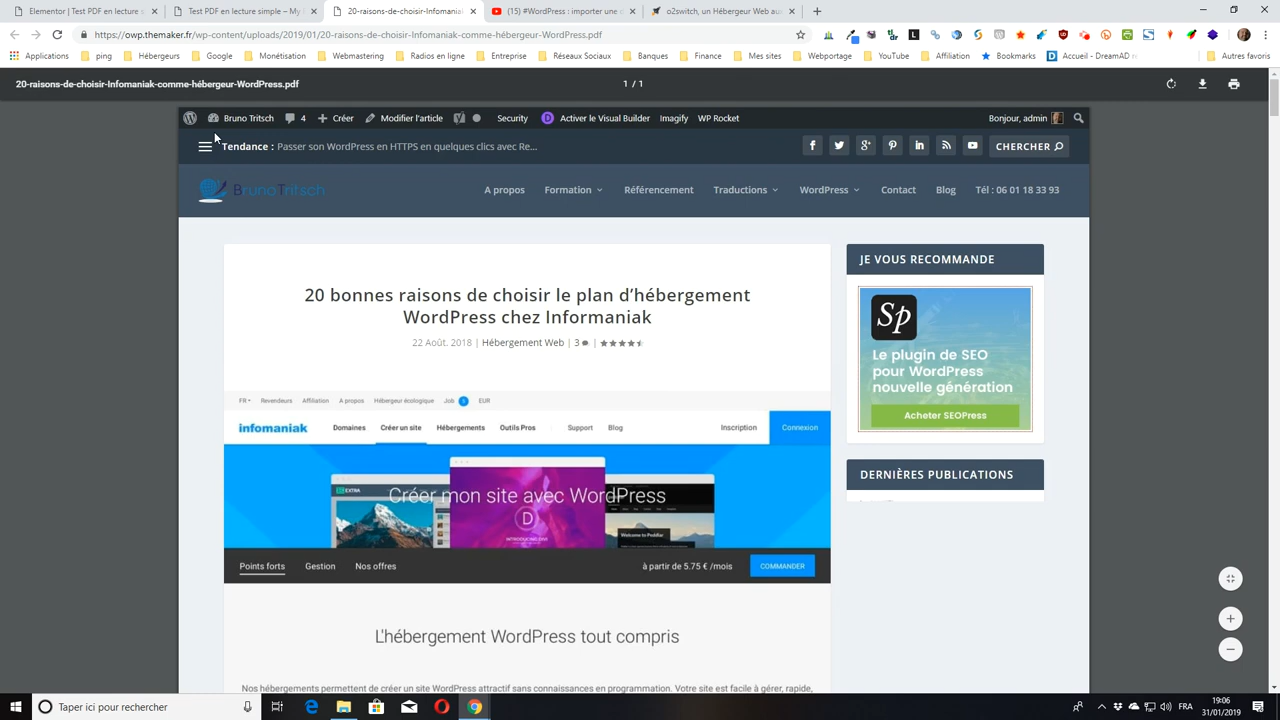 Elementor | Test PDF en lecture s
Test PDF en lecture simple – My
20-raisons-de-choisir-Infomaniak
(15) #WordPress : importer une
o2switch, un Hébergeur Web au
https://owp.themaker.fr/wp-content/uploads/2019/01/20-raisons-de-choisir-Infomaniak-comme-hébergeur-WordPress.pdf
Applications ping Hébergeurs Google Monétisation Webmastering Radios en ligne Entreprise Réseaux Sociaux Banques Finance Mes sites Webportage YouTube Affiliation Bookmarks Accueil - DreamAD Autres favoris
20-raisons-de-choisir-Infomaniak-comme-hébergeur-WordPress.pdf 1 / 1
Bruno Tritsch 4 Créer Modifier l'article Security Activer le Visual Builder Imagify WP Rocket Bonjour, admin
Tendance : Passer son WordPress en HTTPS en quelques clics avec Re... CHERCHER
BrunoTritsch A propos Formation Référencement Traductions WordPress Contact Blog Tél : 06 01 18 33 93
20 bonnes raisons de choisir le plan d'hébergement
WordPress chez Informaniak
22 Août. 2018 | Hébergement Web | 3 |
JE VOUS RECOMMANDE
Sp
Le plugin de SEO
pour WordPress
nouvelle génération
Acheter SEOPress
DERNIÈRES PUBLICATIONS
FR Revendeurs Affiliation A propos Hébergeur écologique Job EUR
infomaniak Domaines Créer un site Hébergements Outils Pros Support Blog Inscription Connexion
EXTRA
Créer mon site avec WordPress
D
INTRODUCING DIVI
Welcome to Peddlar
Points forts Gestion Nos offres à partir de 5.75 € /mois COMMANDER
L'hébergement WordPress tout compris
Nos hébergements permettent de créer un site WordPress attractif sans connaissances en programmation. Votre site est facile à gérer, rapide,
Taper ici pour rechercher
FRA
19:06
31/01/2019